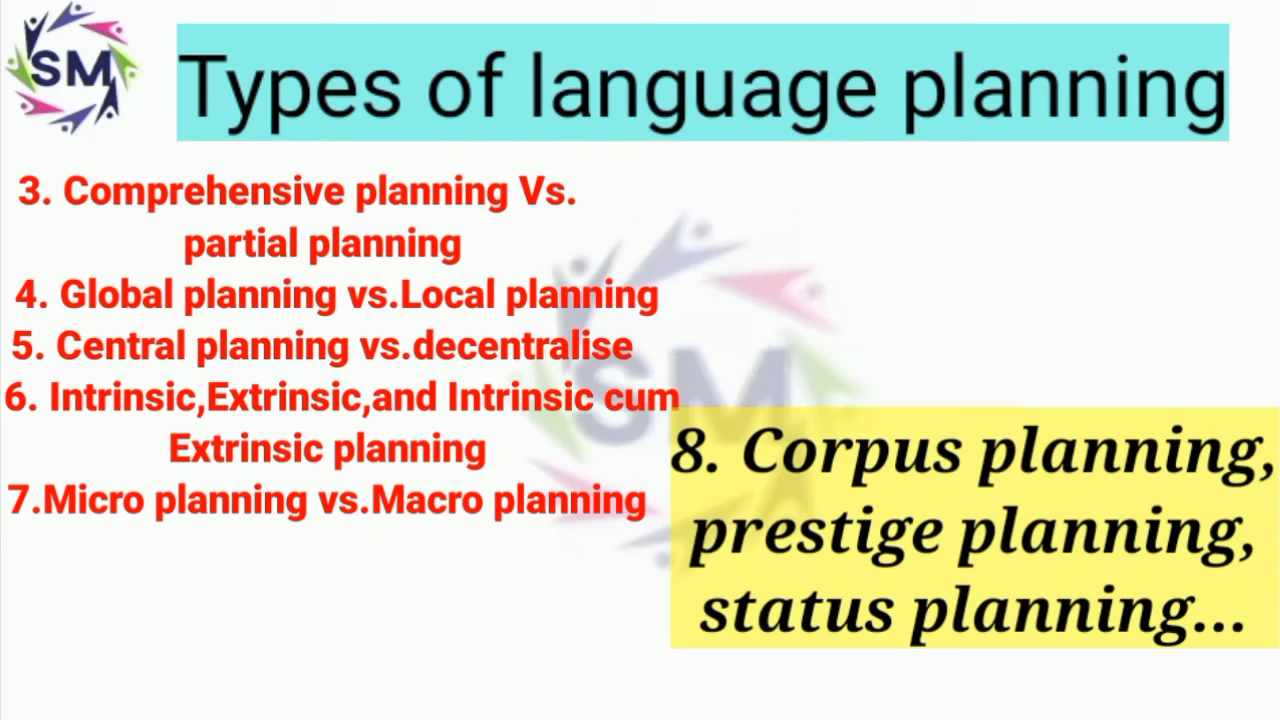 SM
Types of language planning
3. Comprehensive planning Vs.
partial planning
4. Global planning vs.Local planning
5. Central planning vs.decentralise
6. Intrinsic,Extrinsic,and Intrinsic cum
Extrinsic planning
7.Micro planning vs.Macro planning
SM
8. Corpus planning,
prestige planning,
status planning...